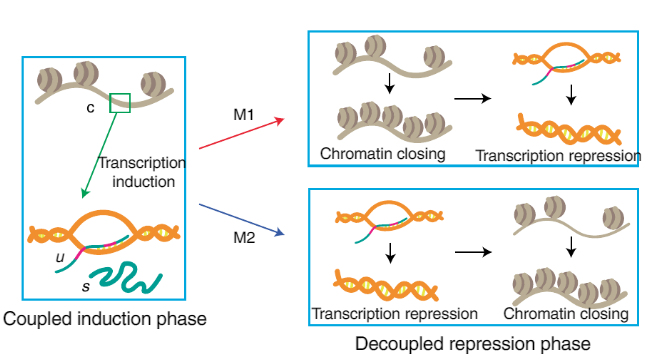 c
Transcription
induction
u
s
Coupled induction phase
M1
M2
Chromatin closing
Transcription repression
Transcription repression
Chromatin closing
Decoupled repression phase